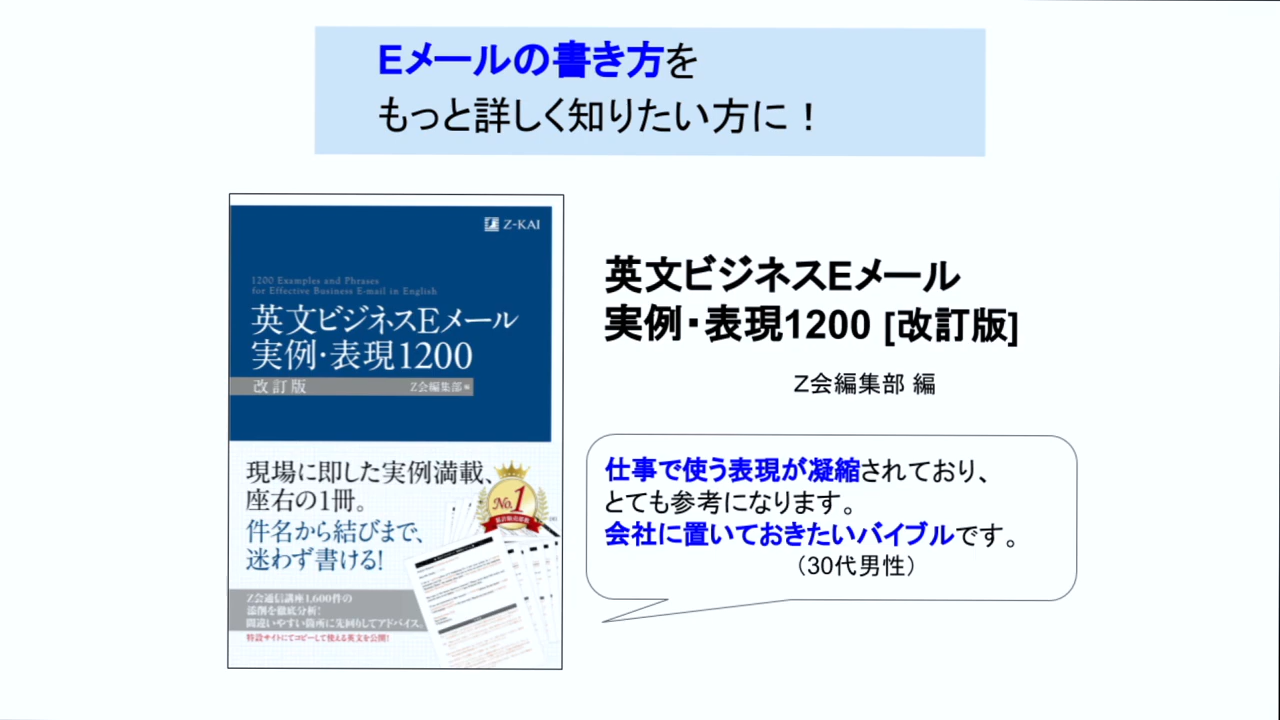 Eメールの書き方を
もっと詳しく知りたい方に！
Z-KAI
1200 Examples and Phrases
for Effective Business E-mail in English
英文ビジネスEメール
実例・表現1200
改訂版 Z会編集部 編
現場に即した実例満載、
座右の1冊。
件名から結びまで、
迷わず書ける!
No.1
Z会通信講座1,600件の
添削を徹底分析!
間違いやすい箇所に先回りしてアドバイス。
特設サイトにてコピーして使える英文を公開!
英文ビジネスEメール
実例・表現1200 [改訂版]
Z会編集部 編
仕事で使う表現が凝縮されており、
とても参考になります。
会社に置いておきたいバイブルです。
（30代男性）